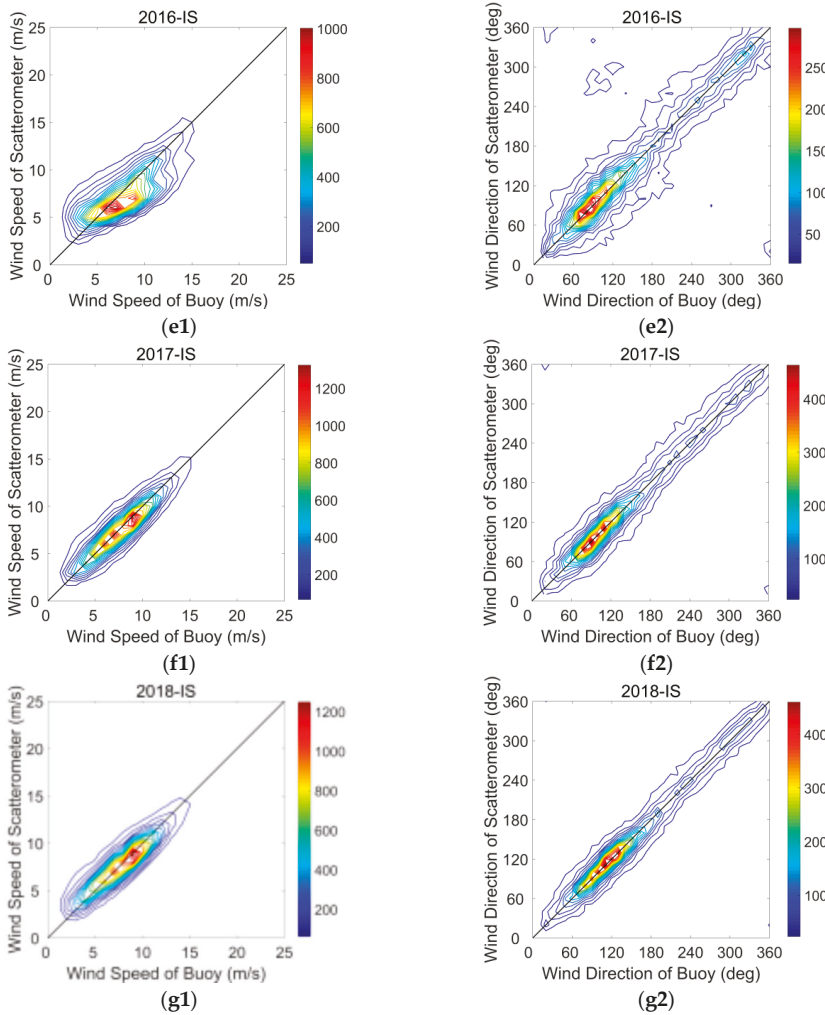 2016-IS
Wind Speed of Scatterometer (m/s)
25
20
15
10
5
0
0 5 10 15 20 25
Wind Speed of Buoy (m/s)
1000
800
600
400
200
(e1)
2016-IS
Wind Direction of Scatterometer (deg)
360
300
240
180
120
60
0
0 60 120 180 240 300 360
Wind Direction of Buoy (deg)
250
200
150
100
50
(e2)
2017-IS
Wind Speed of Scatterometer (m/s)
25
20
15
10
5
0
0 5 10 15 20 25
Wind Speed of Buoy (m/s)
1200
1000
800
600
400
200
(f1)
2017-IS
Wind Direction of Scatterometer (deg)
360
300
240
180
120
60
0
0 60 120 180 240 300 360
Wind Direction of Buoy (deg)
400
300
200
100
(f2)
2018-IS
Wind Speed of Scatterometer (m/s)
25
20
15
10
5
0
0 5 10 15 20 25
Wind Speed of Buoy (m/s)
1200
1000
800
600
400
200
(g1)
2018-IS
Wind Direction of Scatterometer (deg)
360
300
240
180
120
60
0
0 60 120 180 240 300 360
Wind Direction of Buoy (deg)
400
300
200
100
(g2)